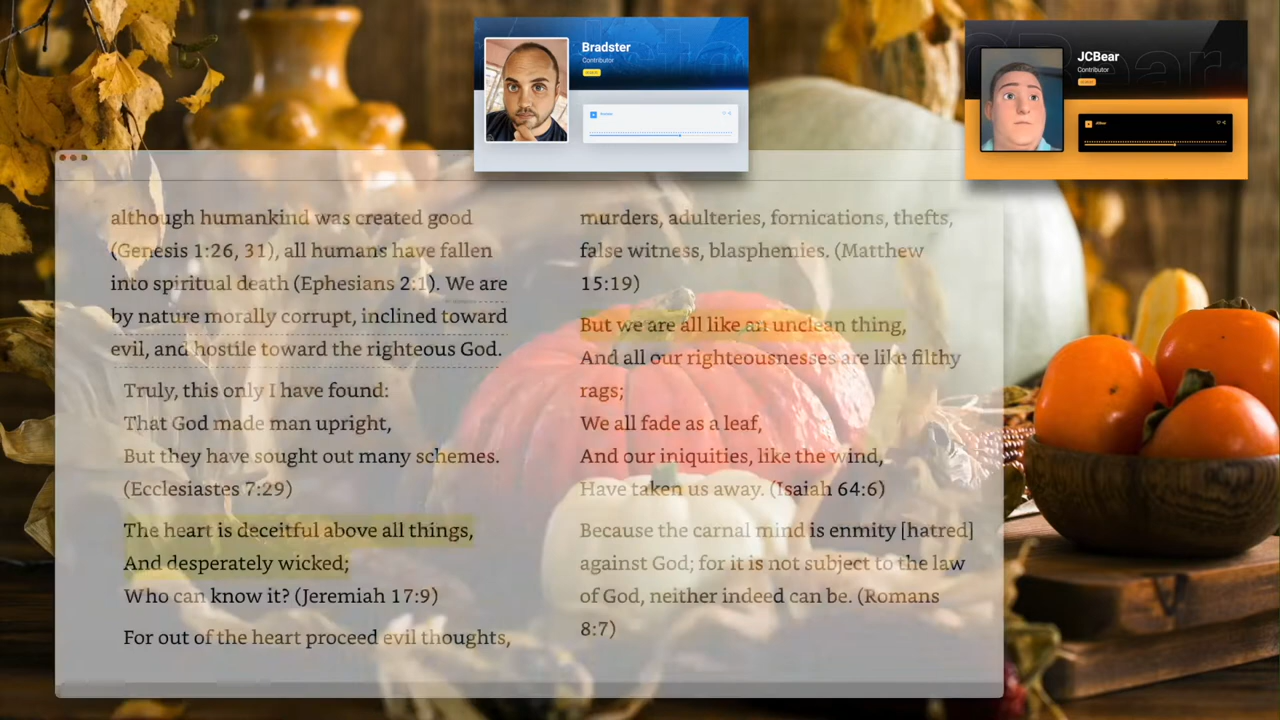 Bradster
Contributor
JCBear
Contributor
although humankind was created good
(Genesis 1:26, 31), all humans have fallen
into spiritual death (Ephesians 2:1). We are
by nature morally corrupt, inclined toward
evil, and hostile toward the righteous God.
Truly, this only I have found:
That God made man upright,
But they have sought out many schemes.
(Ecclesiastes 7:29)
The heart is deceitful above all things,
And desperately wicked;
Who can know it? (Jeremiah 17:9)
For out of the heart proceed evil thoughts,
murders, adulteries, fornications, thefts,
false witness, blasphemies. (Matthew
15:19)
But we are all like an unclean thing,
And all our righteousnesses are like filthy
rags;
We all fade as a leaf,
And our iniquities, like the wind,
Have taken us away. (Isaiah 64:6)
Because the carnal mind is enmity [hatred]
against God; for it is not subject to the law
of God, neither indeed can be. (Romans
8:7)